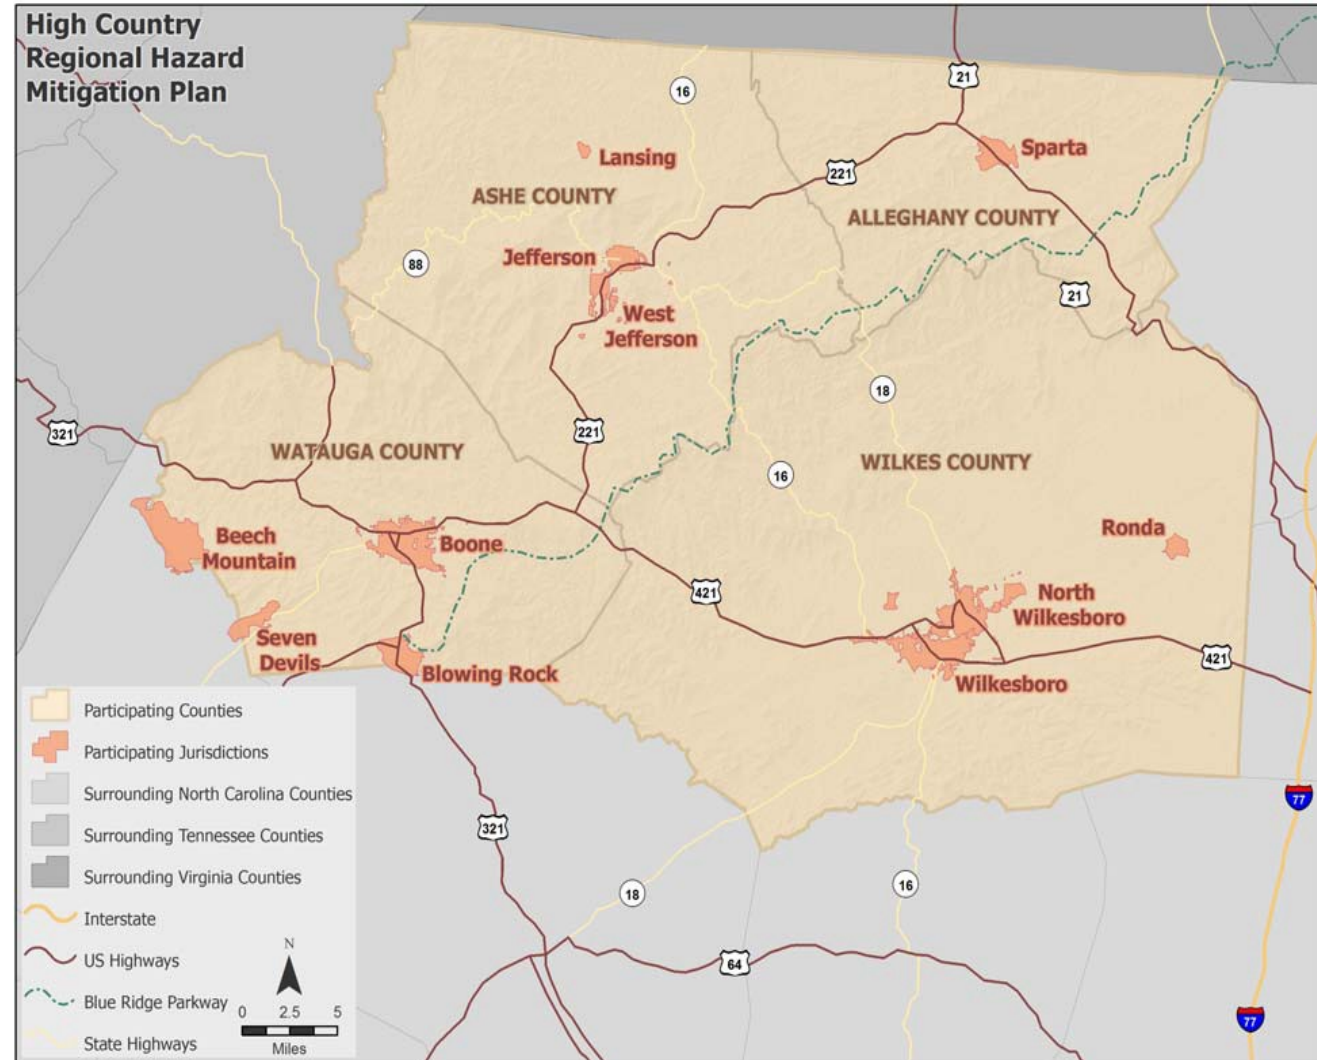 High Country
Regional Hazard
Mitigation Plan
21
16
Lansing
Sparta
221
ASHE COUNTY
ALLEGHANY COUNTY
Jefferson
88
21
West
Jefferson
18
321
221
WATAUGA COUNTY
WILKES COUNTY
16
Beech
Mountain
Boone
Ronda
421
North
Wilkesboro
Seven
Devils
421
Blowing Rock
Wilkesboro
Participating Counties
Participating Jurisdictions
Surrounding North Carolina Counties
Surrounding Tennessee Counties
Surrounding Virginia Counties
Interstate
US Highways
Blue Ridge Parkway
State Highways
N
0 2.5 5
Miles
77
321
18
16
64
77